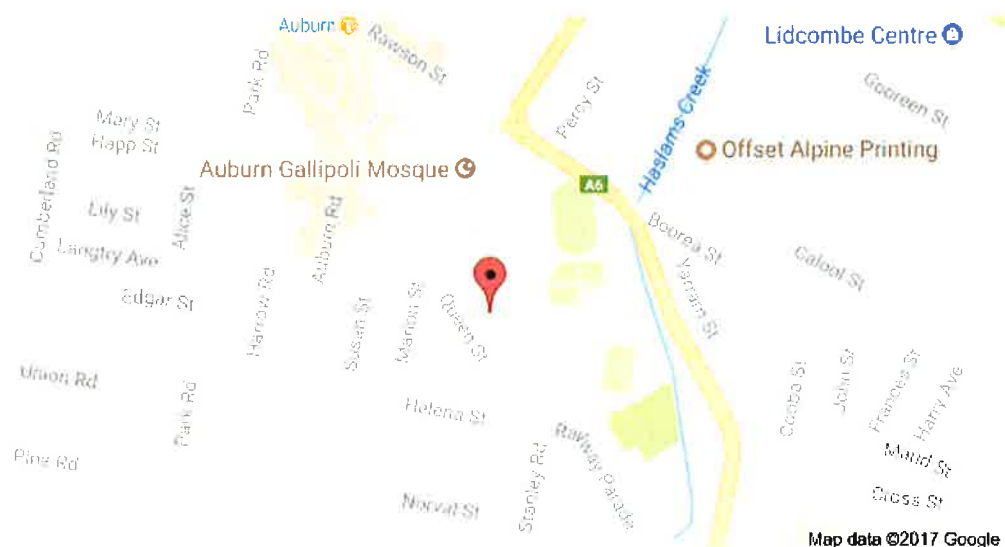 Auburn
Rawson St
Park Rd
Lidcombe Centre
Percy St
Haslams Creek
Gooreen St
Mary St
Happ St
Cumberland Rd
Auburn Gallipoli Mosque
Offset Alpine Printing
A6
Lily St
Alice St
Langtry Ave
Auburn Rd
Boorea St
Yarram St
Calool St
Edgar St
Harrow Rd
Susan St
Marion St
Queen St
Union Rd
Park Rd
Helena St
Cooba St
John St
Frances St
Harry Ave
Pine Rd
Stanley Rd
Railway Parade
Maud St
Cross St
Norval St
Map data ©2017 Google